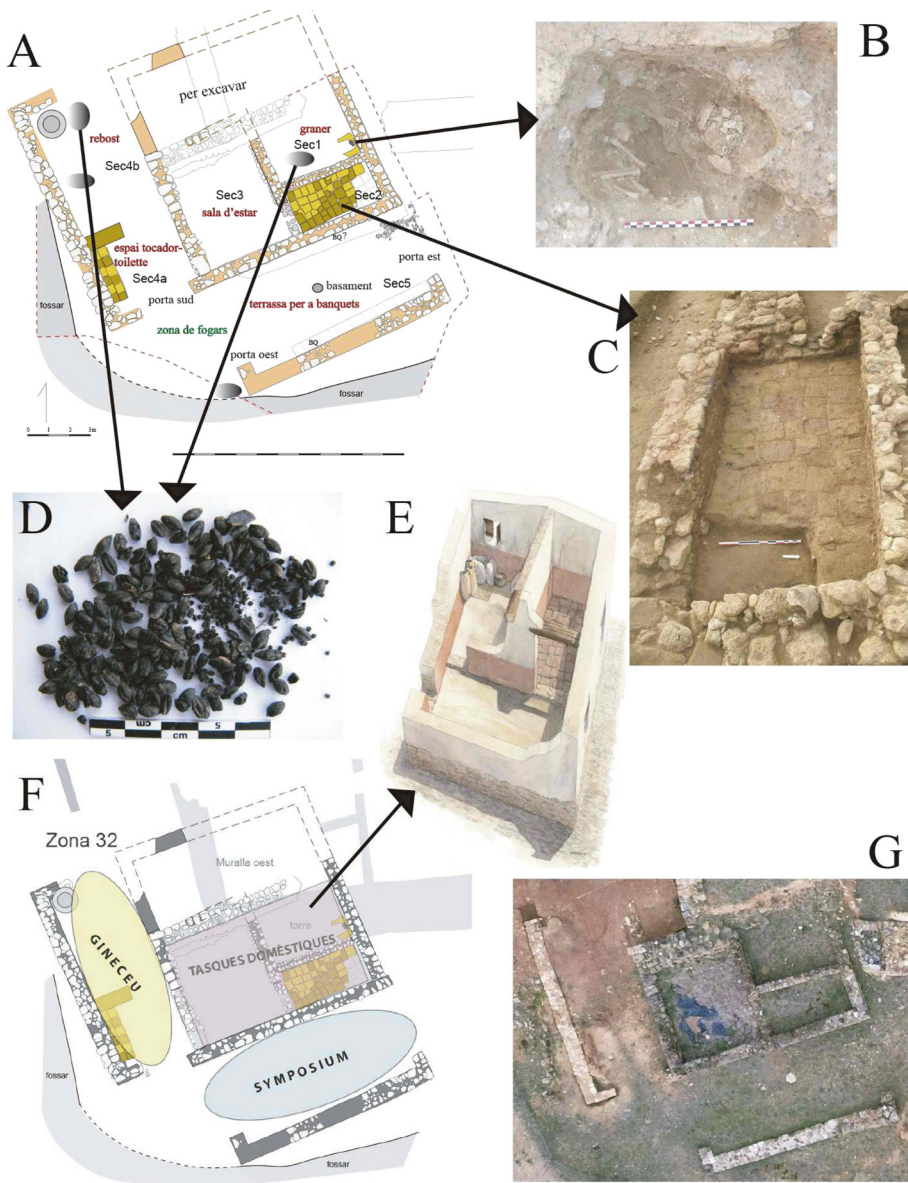 A
per excavar
rebost
graner
Sec1
Sec4b
Sec3
Sec2
sala d'estar
espai tocador-
toilette
BQ?
Sec4a
porta est
porta sud
basament
Sec5
fossar
terrassa per a banquets
zona de fogars
BQ
porta oest
fossar
0 1 2 3m
B
C
D
5 cm 5
E
F
Zona 32
Muralla oest
torre
GINECEU
TASQUES DOMÈSTIQUES
SYMPOSIUM
fossar
fossar
G